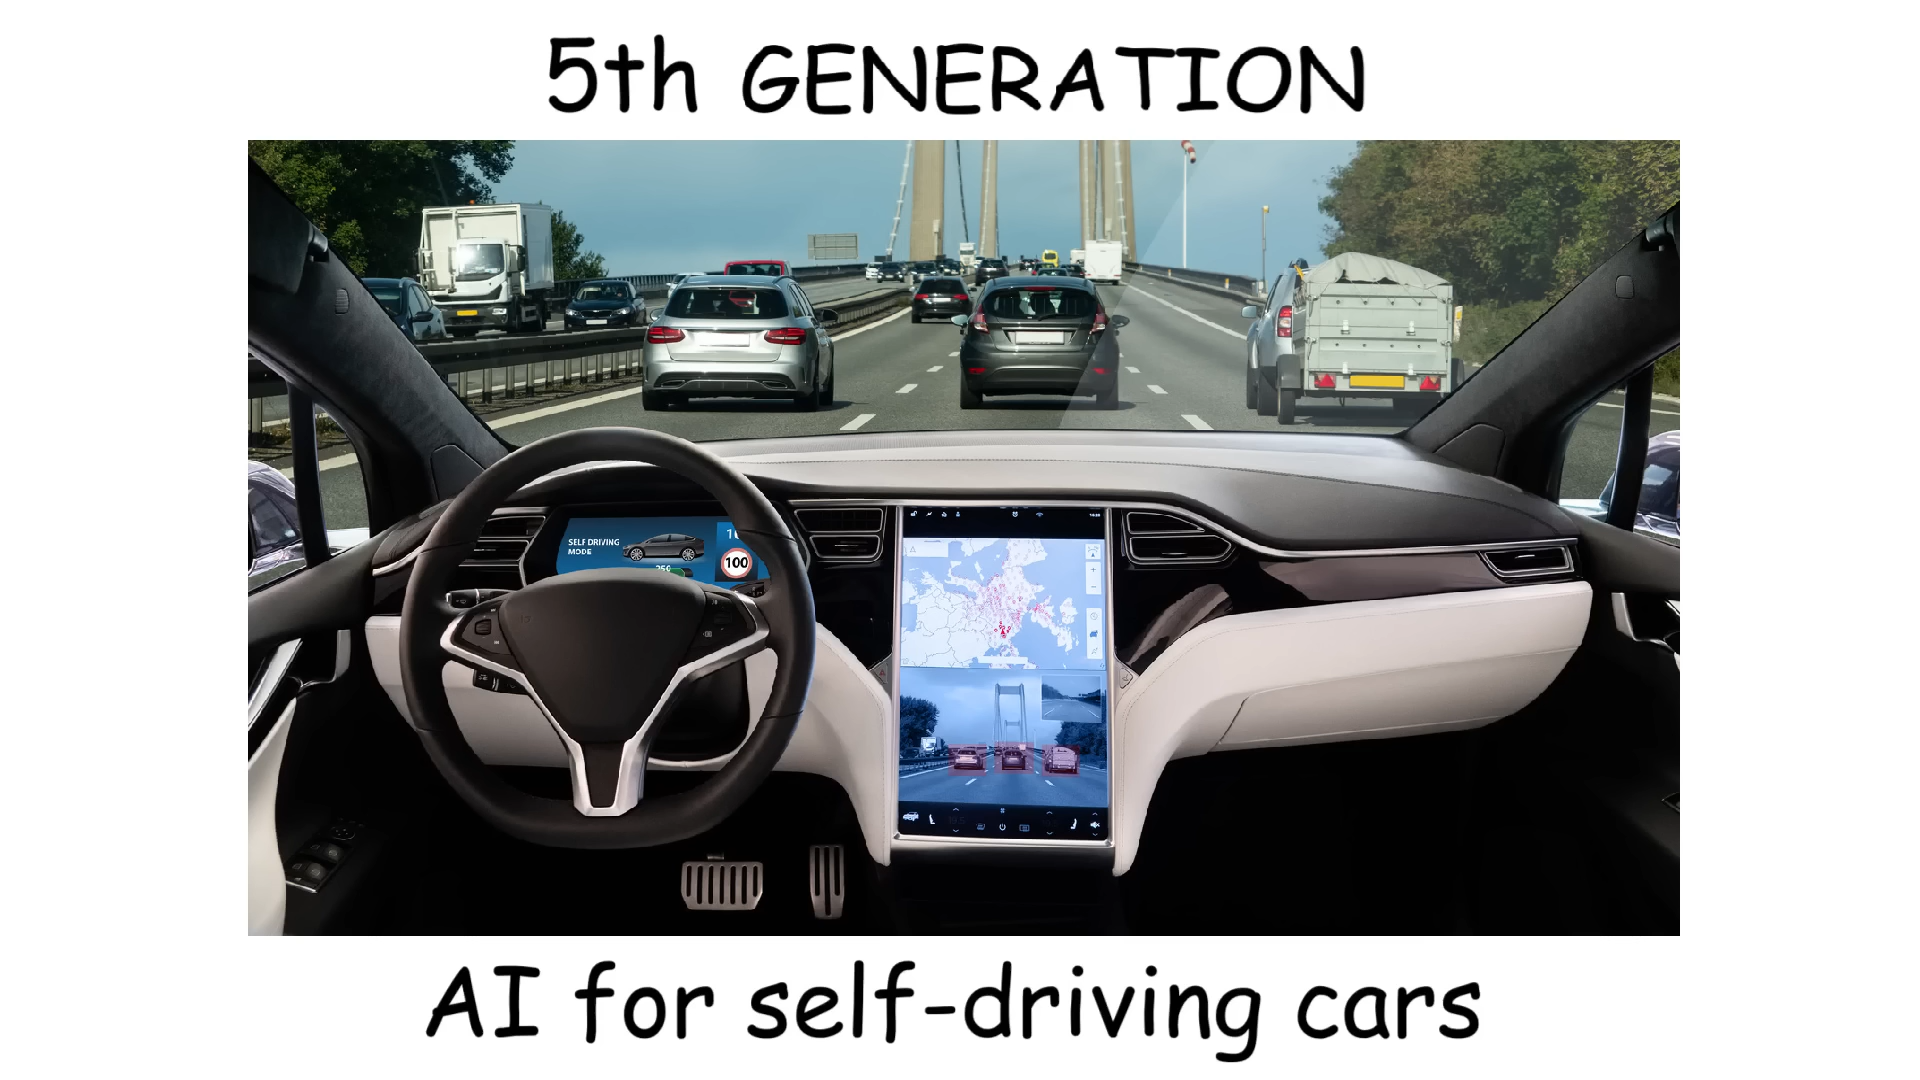 5th GENERATION
SELF DRIVING
MODE
100
AI for self-driving cars